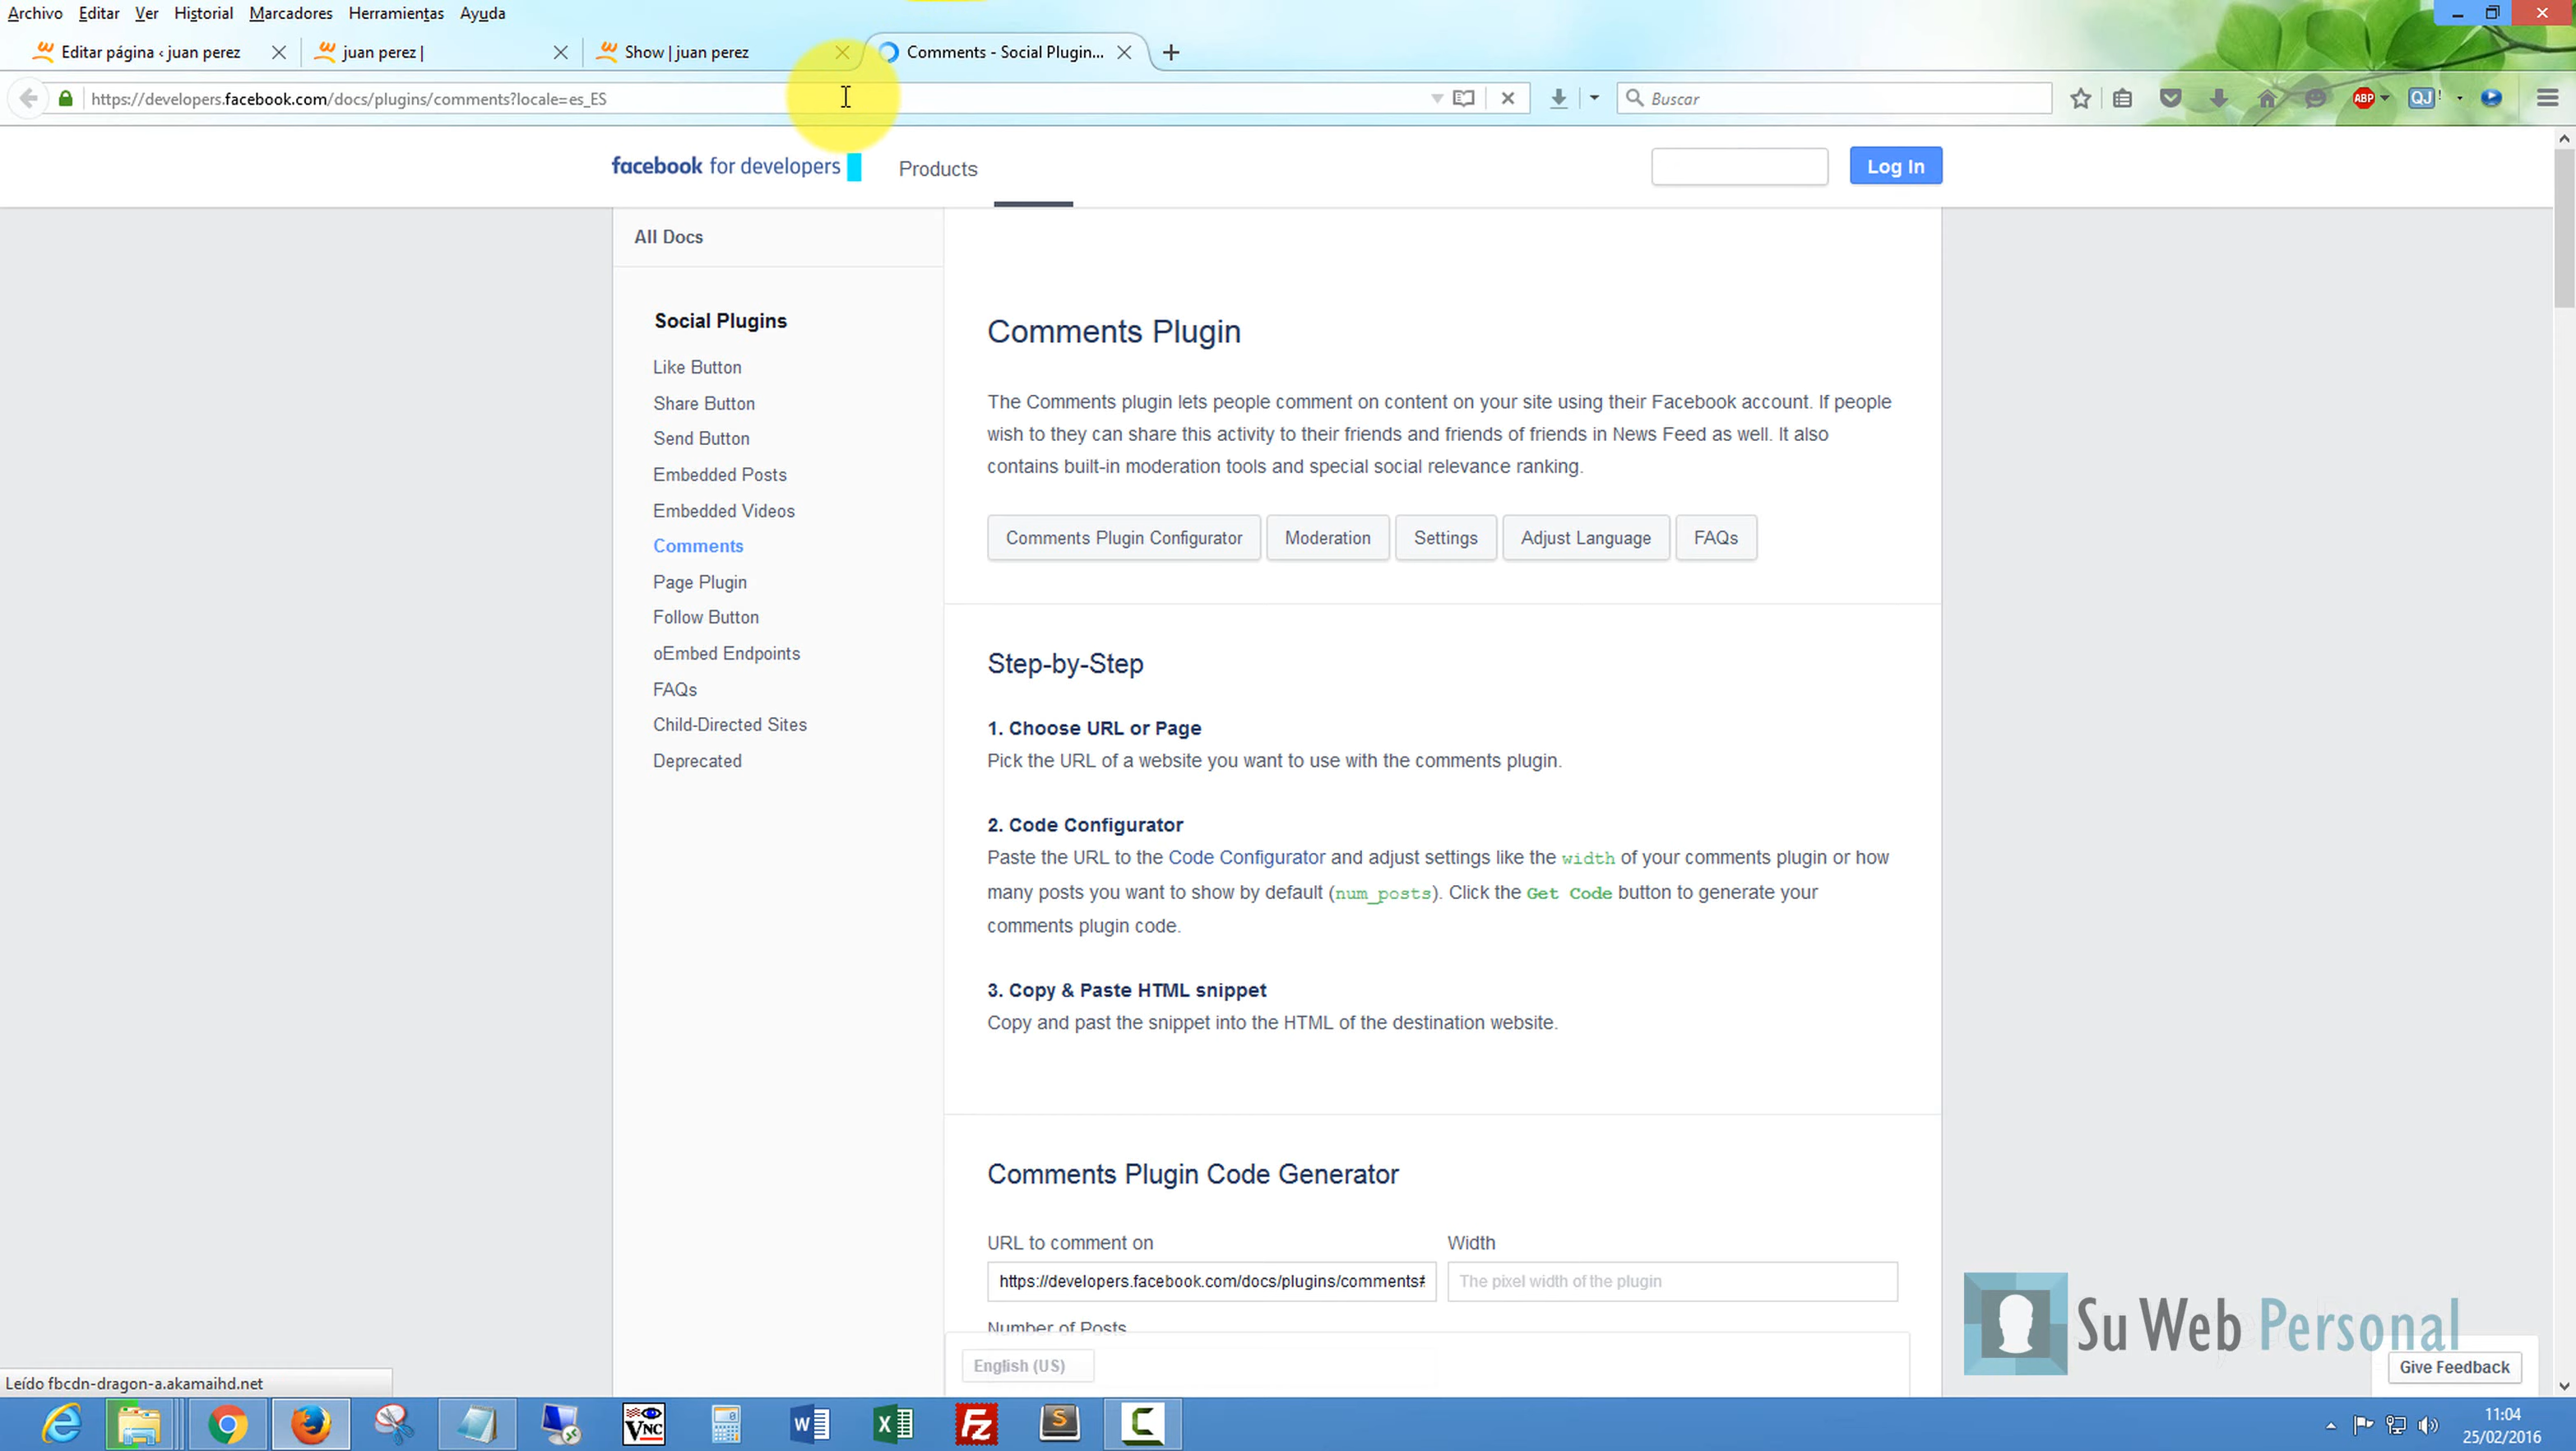 Archivo Editar Ver Historial Marcadores Herramientas Ayuda
Editar página ‹ juan perez
juan perez |
Show | juan perez
Comments - Social Plugin...
https://developers.facebook.com/docs/plugins/comments?locale=es_ES
Buscar
ABP
QJ!
facebook for developers
Products
Log In
All Docs
Social Plugins
Like Button
Share Button
Send Button
Embedded Posts
Embedded Videos
Comments
Page Plugin
Follow Button
oEmbed Endpoints
FAQs
Child-Directed Sites
Deprecated
Comments Plugin
The Comments plugin lets people comment on content on your site using their Facebook account. If people
wish to they can share this activity to their friends and friends of friends in News Feed as well. It also
contains built-in moderation tools and special social relevance ranking.
Comments Plugin Configurator
Moderation
Settings
Adjust Language
FAQs
Step-by-Step
1. Choose URL or Page
Pick the URL of a website you want to use with the comments plugin.
2. Code Configurator
Paste the URL to the Code Configurator and adjust settings like the width of your comments plugin or how
many posts you want to show by default (num_posts). Click the Get Code button to generate your
comments plugin code.
3. Copy & Paste HTML snippet
Copy and past the snippet into the HTML of the destination website.
Comments Plugin Code Generator
URL to comment on
Width
https://developers.facebook.com/docs/plugins/comments#
The pixel width of the plugin
Number of Posts
English (US)
Su Web Personal
Give Feedback
Leído fbcdn-dragon-a.akamaihd.net
VNC
11:04
25/02/2016